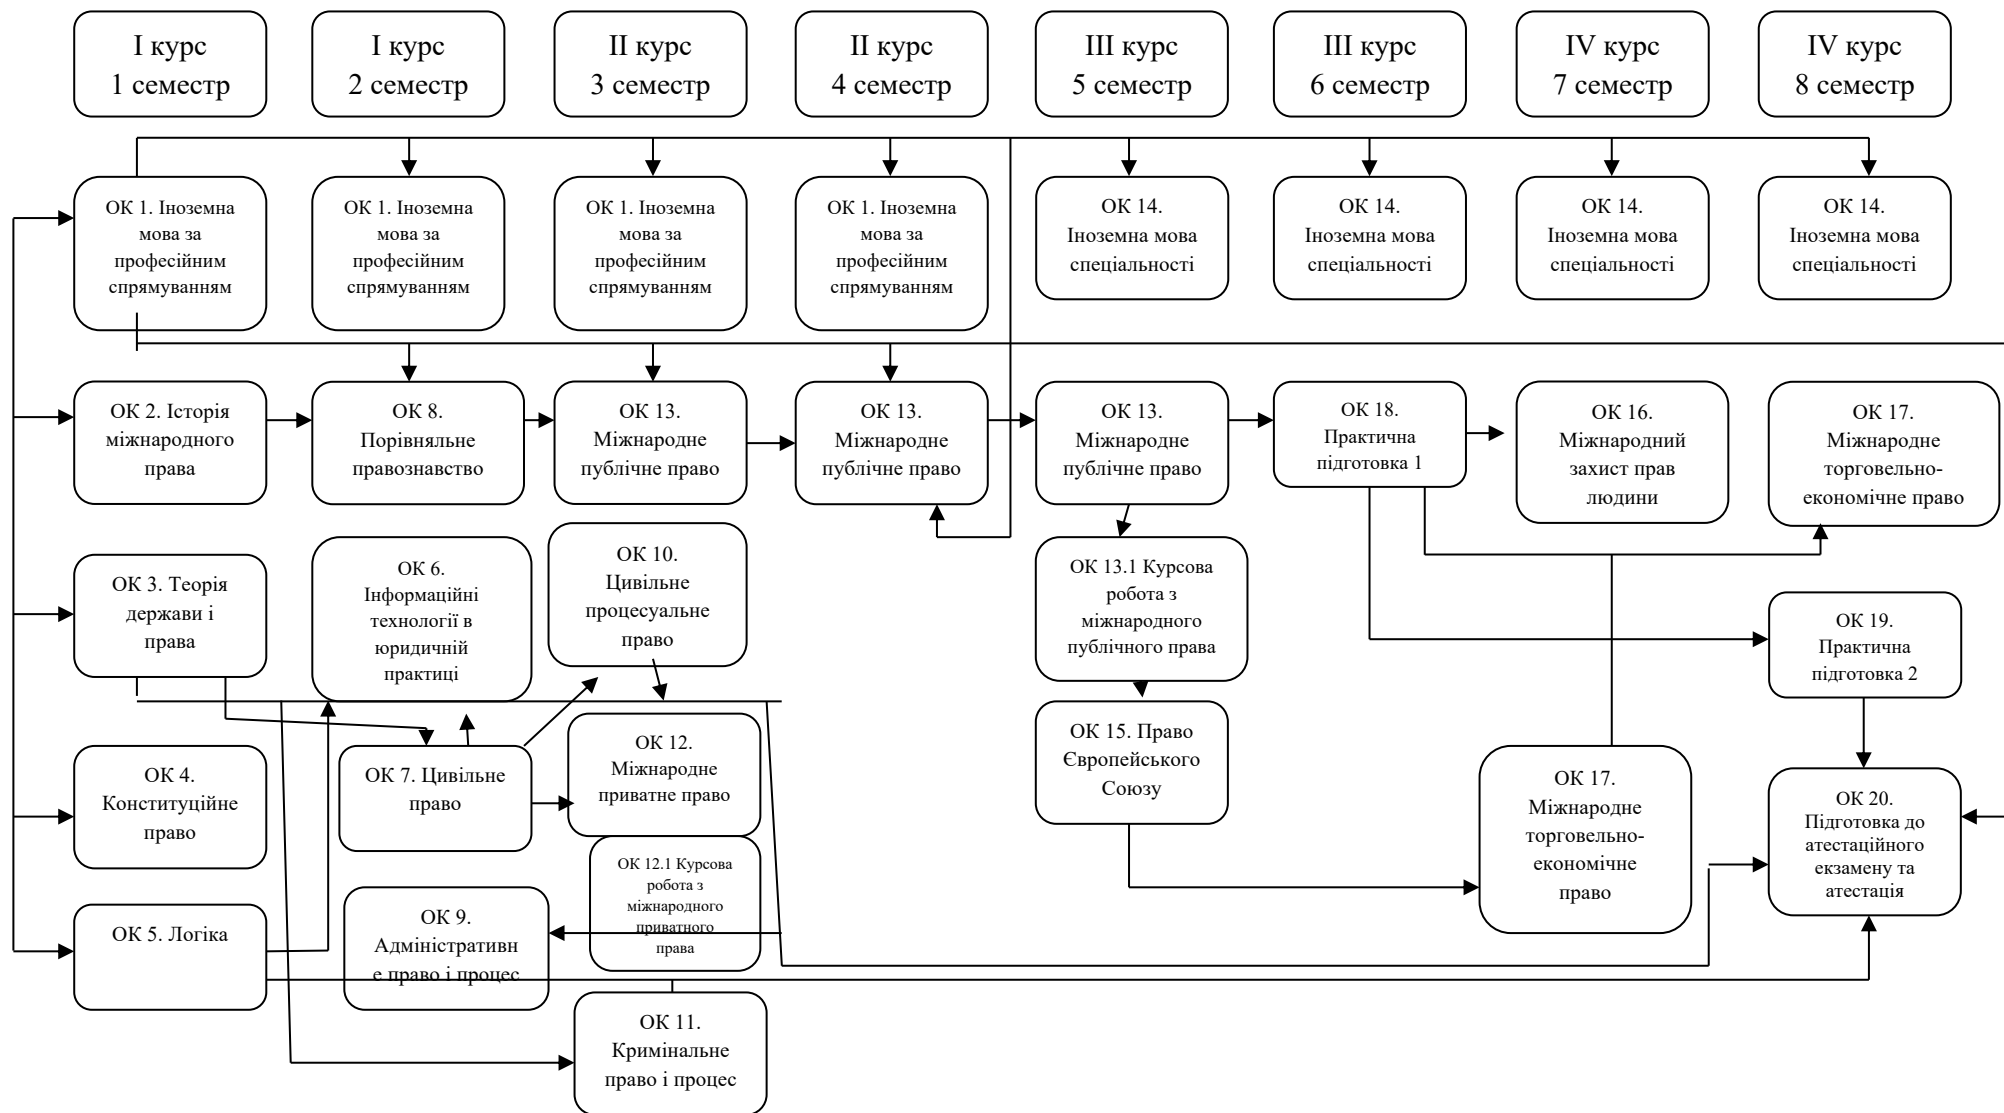 І курс
1 семестр
І курс
2 семестр
ІІ курс
3 семестр
ІІ курс
4 семестр
ІІІ курс
5 семестр
ІІІ курс
6 семестр
IV курс
7 семестр
IV курс
8 семестр
ОК 1. Іноземна
мова за
професійним
спрямуванням
ОК 1. Іноземна
мова за
професійним
спрямуванням
ОК 1. Іноземна
мова за
професійним
спрямуванням
ОК 1. Іноземна
мова за
професійним
спрямуванням
ОК 14.
Іноземна мова
спеціальності
ОК 14.
Іноземна мова
спеціальності
ОК 14.
Іноземна мова
спеціальності
ОК 14.
Іноземна мова
спеціальності
ОК 2. Історія
міжнародного
права
ОК 8.
Порівняльне
правознавство
ОК 13.
Міжнародне
публічне право
ОК 13.
Міжнародне
публічне право
ОК 13.
Міжнародне
публічне право
ОК 18.
Практична
підготовка 1
ОК 16.
Міжнародний
захист прав
людини
ОК 17.
Міжнародне
торговельно-
економічне право
ОК 3. Теорія
держави і
права
ОК 6.
Інформаційні
технології в
юридичній
практиці
ОК 10.
Цивільне
процесуальне
право
ОК 13.1 Курсова
робота з
міжнародного
публічного права
ОК 19.
Практична
підготовка 2
ОК 4.
Конституційне
право
ОК 7. Цивільне
право
ОК 12.
Міжнародне
приватне право
ОК 15. Право
Європейського
Союзу
ОК 17.
Міжнародне
торговельно-
економічне
право
ОК 20.
Підготовка до
атестаційного
екзамену та
атестація
ОК 5. Логіка
ОК 9.
Адміністративн
е право і процес
ОК 12.1 Курсова
робота з
міжнародного
приватного
права
ОК 11.
Кримінальне
право і процес